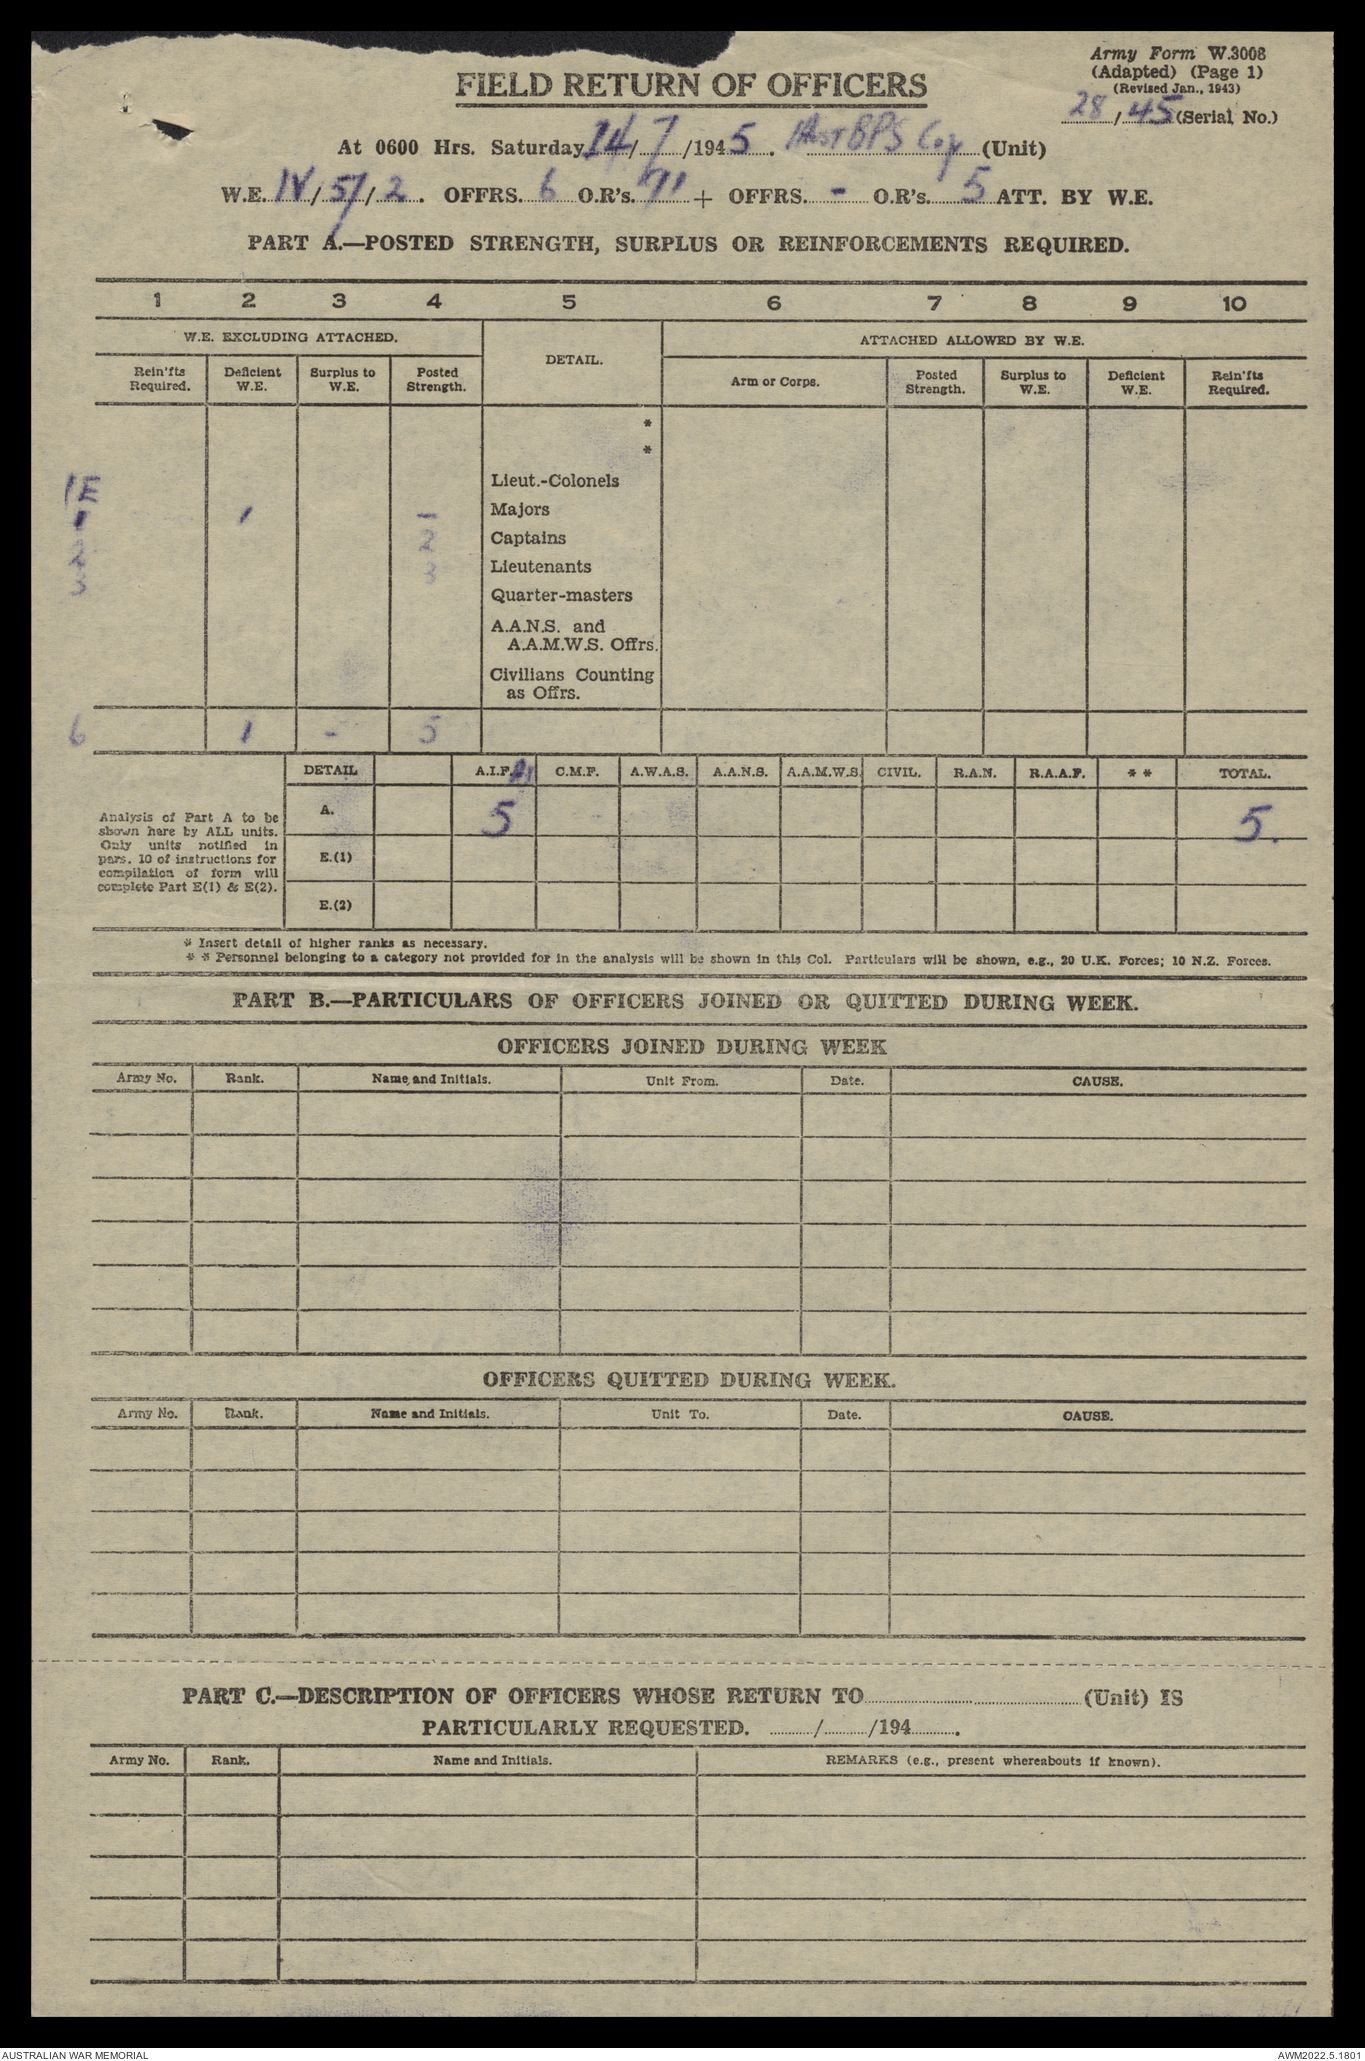 Army Form W.3008
(Adapted) (Page 1)
(Revised Jan., 1943)
28/45 (Serial No.)
FIELD RETURN OF OFFICERS
At 0600 Hrs. Saturday 14/7/1945. BPS Coy (Unit)
W.E. IV/57/2. OFFRS. 6 O.R's. 71 + OFFRS. - O.R's. 5 ATT. BY W.E.
PART A.—POSTED STRENGTH, SURPLUS OR REINFORCEMENTS REQUIRED.
1 2 3 4 5 6 7 8 9 10
W.E. EXCLUDING ATTACHED. DETAIL. ATTACHED ALLOWED BY W.E.
Rein'fts Required. Deficient W.E. Surplus to W.E. Posted Strength. Arm or Corps. Posted Strength. Surplus to W.E. Deficient W.E. Rein'fts Required.
*
*
Lieut.-Colonels
1 1 - Majors
2 2 Captains
3 3 Lieutenants
Quarter-masters
A.A.N.S. and
A.A.M.W.S. Offrs.
Civilians Counting
as Offrs.
6 1 - 5
DETAIL A.I.F. C.M.F. A.W.A.S. A.A.N.S. A.A.M.W.S. CIVIL. R.A.N. R.A.A.F. * * TOTAL.
Analysis of Part A to be
shown here by ALL units.
Only units notified in
pars. 10 of instructions for
compilation of form will
complete Part E(1) & E(2).
A. 5 5.
E.(1)
E.(2)
* Insert detail of higher ranks as necessary.
* * Personnel belonging to a category not provided for in the analysis will be shown in this Col. Particulars will be shown, e.g., 20 U.K. Forces; 10 N.Z. Forces.
PART B.—PARTICULARS OF OFFICERS JOINED OR QUITTED DURING WEEK.
OFFICERS JOINED DURING WEEK
Army No. Rank. Name and Initials. Unit From. Date. CAUSE.
OFFICERS QUITTED DURING WEEK.
Army No. Rank. Name and Initials. Unit To. Date. CAUSE.
PART C.—DESCRIPTION OF OFFICERS WHOSE RETURN TO (Unit) IS
PARTICULARLY REQUESTED. / /194 .
Army No. Rank. Name and Initials. REMARKS (e.g., present whereabouts if known).
AUSTRALIAN WAR MEMORIAL AWM2022.5.1801